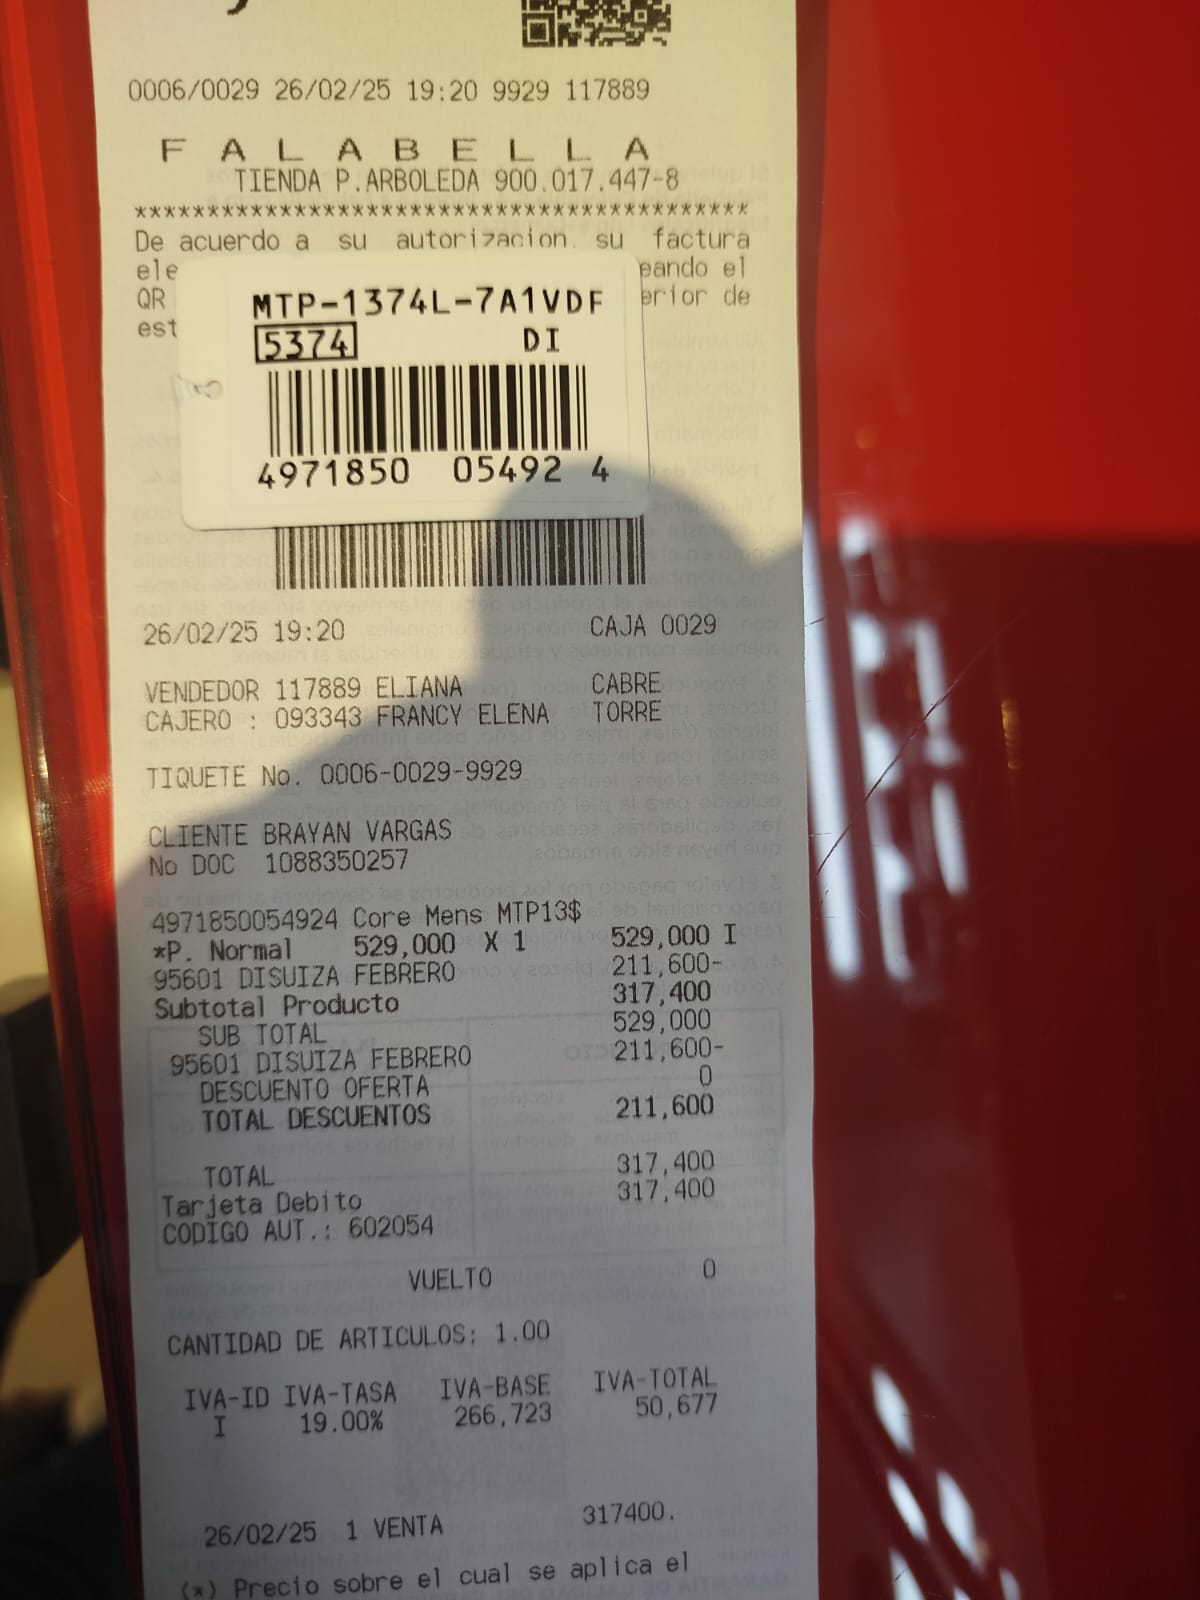 0006/0029 26/02/25 19:20 9929 117889
F A L A B E L L A
TIENDA P.ARBOLEDA 900.017.447-8
******************************************
De acuerdo a su autorizacion. su factura
ele eando el
QR erior de
est
MTP-1374L-7A1VDF
5374 DI
4971850 05492 4
26/02/25 19:20 CAJA 0029
VENDEDOR 117889 ELIANA CABRE
CAJERO : 093343 FRANCY ELENA TORRE
TIQUETE No. 0006-0029-9929
CLIENTE BRAYAN VARGAS
No DOC 1088350257
4971850054924 Core Mens MTP13$
*P. Normal 529,000 X 1 529,000 I
95601 DISUIZA FEBRERO 211,600-
Subtotal Producto 317,400
SUB TOTAL 529,000
95601 DISUIZA FEBRERO 211,600-
DESCUENTO OFERTA 0
TOTAL DESCUENTOS 211,600
TOTAL 317,400
Tarjeta Debito 317,400
CODIGO AUT.: 602054
VUELTO 0
CANTIDAD DE ARTICULOS: 1.00
IVA-ID IVA-TASA IVA-BASE IVA-TOTAL
I 19.00% 266,723 50,677
26/02/25 1 VENTA 317400.
(*) Precio sobre el cual se aplica el